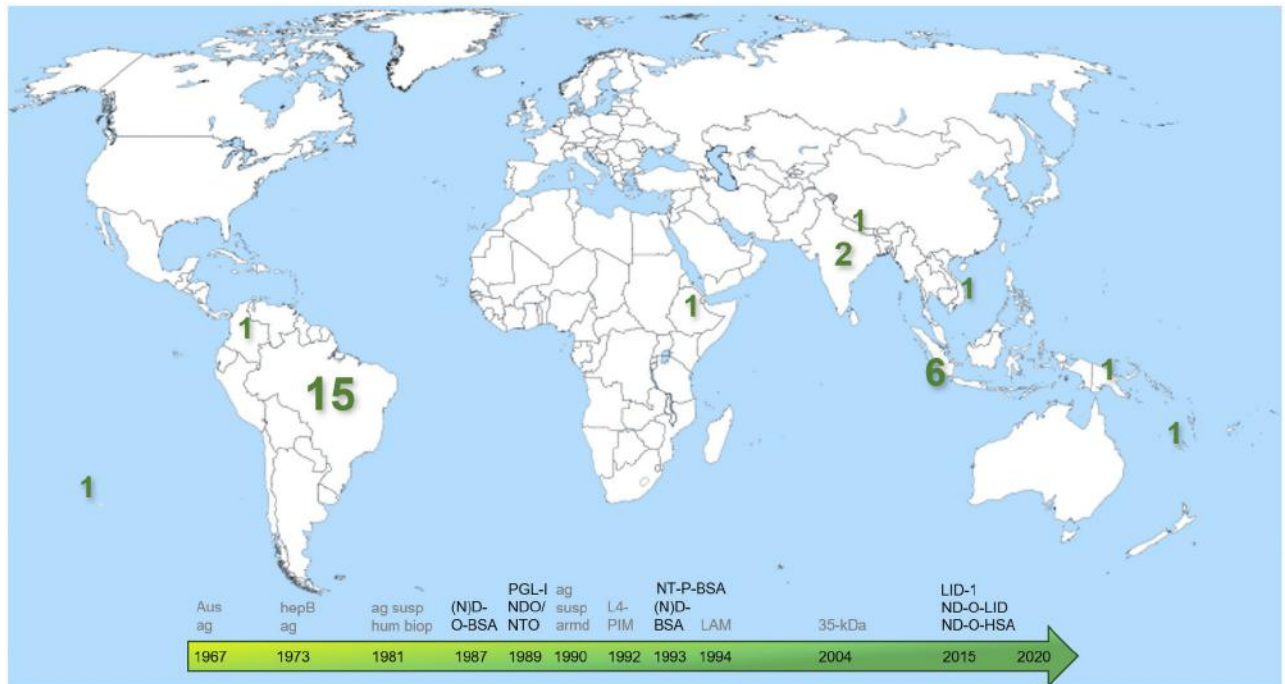 1
2
1
1
1
15
6
1
1
1
PGL-I ag NT-P-BSA LID-1
Aus hepB ag susp (N)D- NDO/ susp L4- (N)D- ND-O-LID
ag ag hum biop O-BSA NTO armd PIM BSA LAM 35-kDa ND-O-HSA
1967 1973 1981 1987 1989 1990 1992 1993 1994 2004 2015 2020